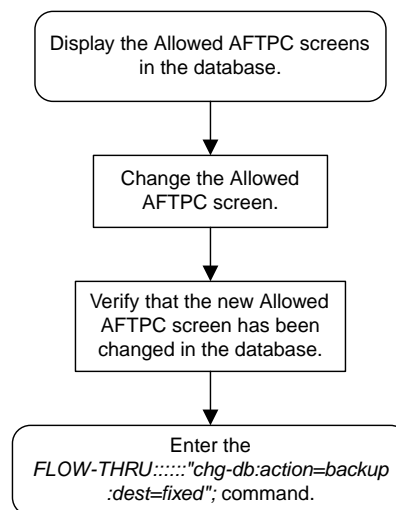 Display the Allowed AFTPC screens
in the database.
Change the Allowed
AFTPC screen.
Verify that the new Allowed
AFTPC screen has been
changed in the database.
Enter the
FLOW-THRU::::::"chg-db:action=backup
:dest=fixed"; command.